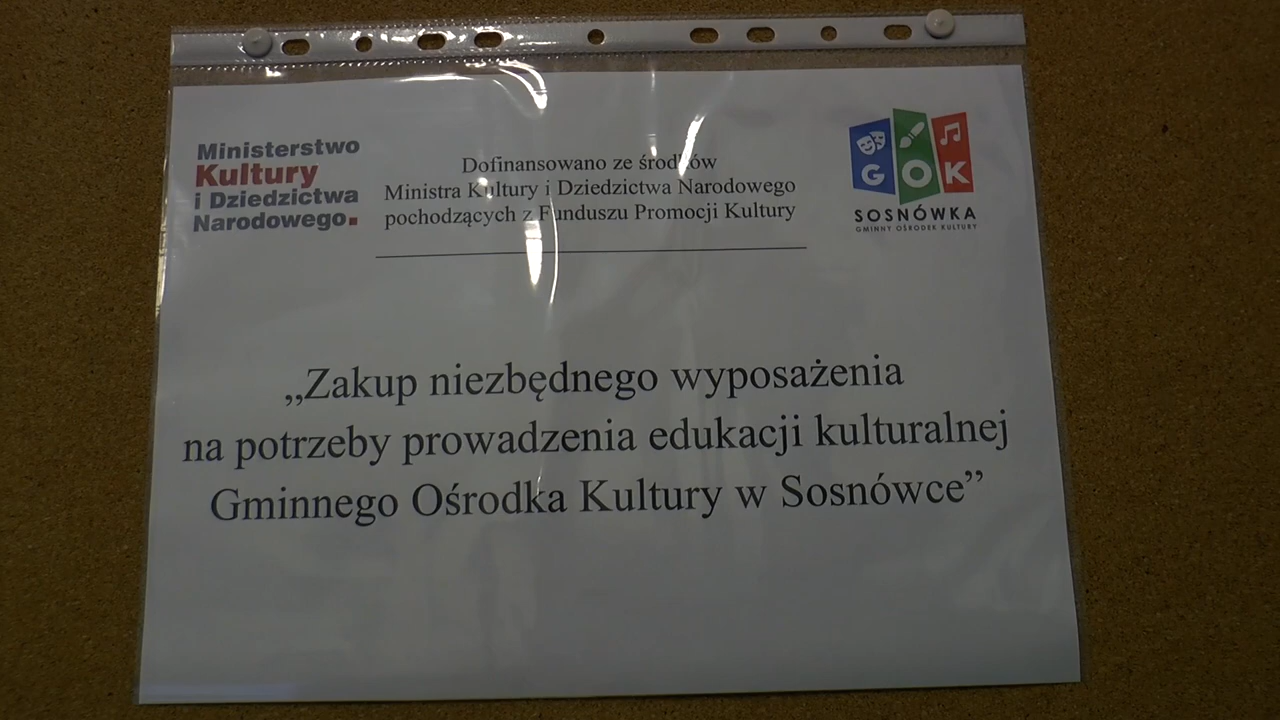 Ministerstwo
Kultury
i Dziedzictwa
Narodowego.
Dofinansowano ze środków
Ministra Kultury i Dziedzictwa Narodowego
pochodzących z Funduszu Promocji Kultury
GOK
SOSNÓWKA
GMINNY OŚRODEK KULTURY
„Zakup niezbędnego wyposażenia
na potrzeby prowadzenia edukacji kulturalnej
Gminnego Ośrodka Kultury w Sosnówce”